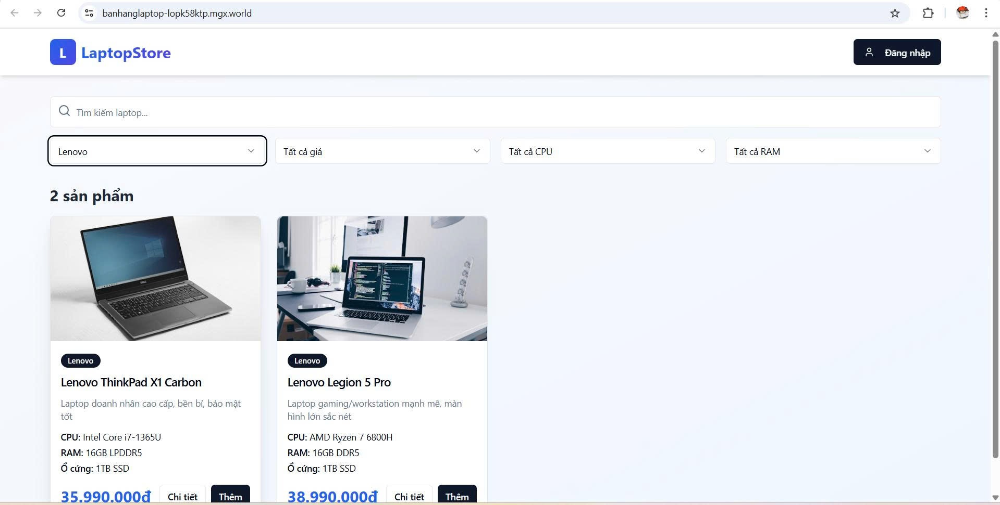 banhanglaptop-lopk58ktp.mgx.world
L LaptopStore
Đăng nhập
Tìm kiếm laptop...
Lenovo
Tất cả giá
Tất cả CPU
Tất cả RAM
2 sản phẩm
DELL
Lenovo
Lenovo ThinkPad X1 Carbon
Laptop doanh nhân cao cấp, bền bỉ, bảo mật
tốt
CPU: Intel Core i7-1365U
RAM: 16GB LPDDR5
Ổ cứng: 1TB SSD
35.990.000đ
Chi tiết
Thêm
Lenovo
Lenovo Legion 5 Pro
Laptop gaming/workstation mạnh mẽ, màn
hình lớn sắc nét
CPU: AMD Ryzen 7 6800H
RAM: 16GB DDR5
Ổ cứng: 1TB SSD
38.990.000đ
Chi tiết
Thêm